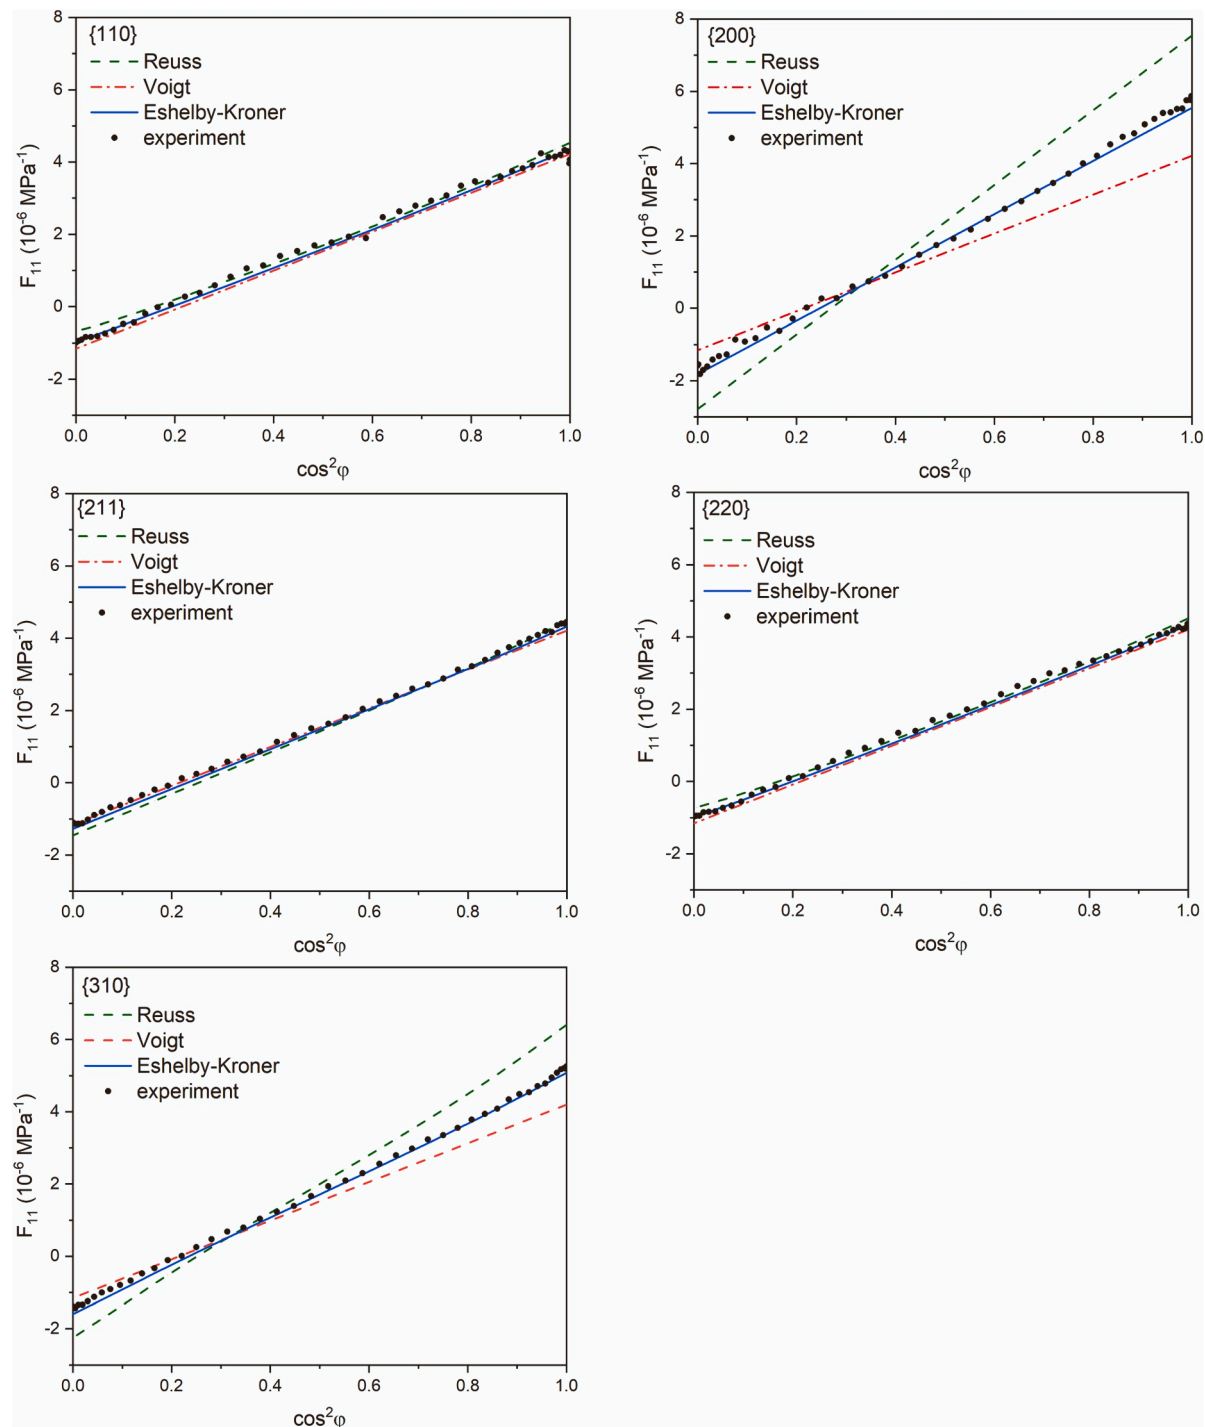 {110}
Reuss
Voigt
Eshelby-Kroner
experiment
8
6
4
2
0
-2
F₁₁ (10⁻⁶ MPa⁻¹)
0.0 0.2 0.4 0.6 0.8 1.0
cos²φ
{200}
Reuss
Voigt
Eshelby-Kroner
experiment
8
6
4
2
0
-2
F₁₁ (10⁻⁶ MPa⁻¹)
0.0 0.2 0.4 0.6 0.8 1.0
cos²φ
{211}
Reuss
Voigt
Eshelby-Kroner
experiment
8
6
4
2
0
-2
F₁₁ (10⁻⁶ MPa⁻¹)
0.0 0.2 0.4 0.6 0.8 1.0
cos²φ
{220}
Reuss
Voigt
Eshelby-Kroner
experiment
8
6
4
2
0
-2
F₁₁ (10⁻⁶ MPa⁻¹)
0.0 0.2 0.4 0.6 0.8 1.0
cos²φ
{310}
Reuss
Voigt
Eshelby-Kroner
experiment
8
6
4
2
0
-2
F₁₁ (10⁻⁶ MPa⁻¹)
0.0 0.2 0.4 0.6 0.8 1.0
cos²φ